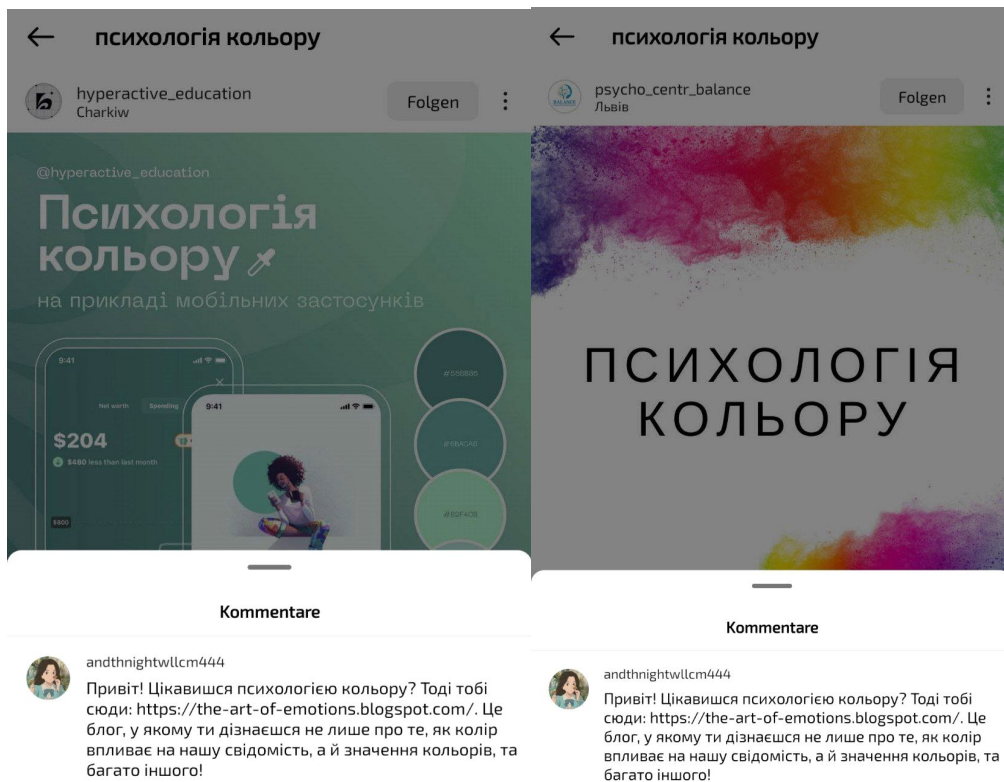 психологія кольору
hyperactive_education
Charkiw
Folgen
@hyperactive_education
Психологія
кольору
на прикладі мобільних застосунків
9:41
Net worth Spending
$204
$480 less than last month
$800
9:41
Kommentare
andthnightwllcm444
Привіт! Цікавишся психологією кольору? Тоді тобі
сюди: https://the-art-of-emotions.blogspot.com/. Це
блог, у якому ти дізнаєшся не лише про те, як колір
впливає на нашу свідомість, а й значення кольорів, та
багато іншого!
психологія кольору
BALANCE
psycho_centr_balance
Львів
Folgen
ПСИХОЛОГІЯ
КОЛЬОРУ
Kommentare
andthnightwllcm444
Привіт! Цікавишся психологією кольору? Тоді тобі
сюди: https://the-art-of-emotions.blogspot.com/. Це
блог, у якому ти дізнаєшся не лише про те, як колір
впливає на нашу свідомість, а й значення кольорів, та
багато іншого!